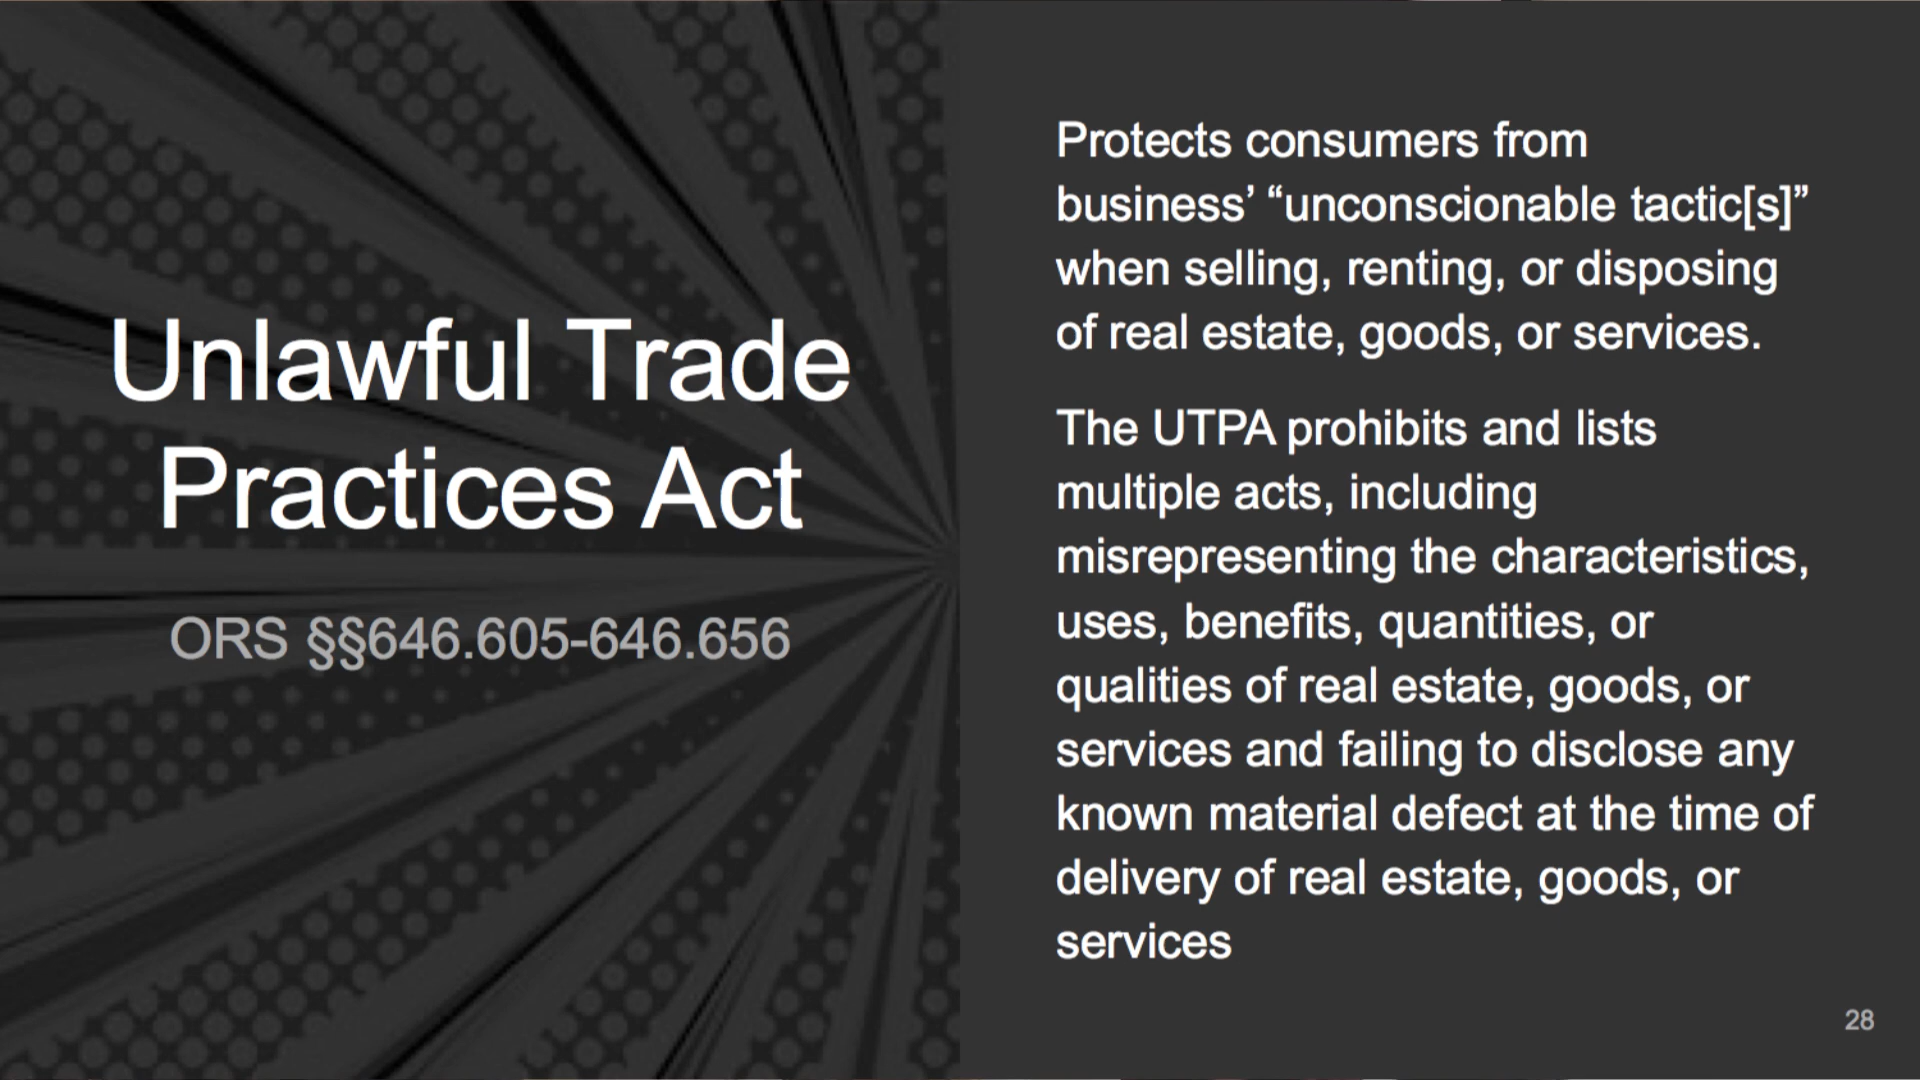 Unlawful Trade
Practices Act
ORS §§646.605-646.656
Protects consumers from
business’ “unconscionable tactic[s]”
when selling, renting, or disposing
of real estate, goods, or services.
The UTPA prohibits and lists
multiple acts, including
misrepresenting the characteristics,
uses, benefits, quantities, or
qualities of real estate, goods, or
services and failing to disclose any
known material defect at the time of
delivery of real estate, goods, or
services
28